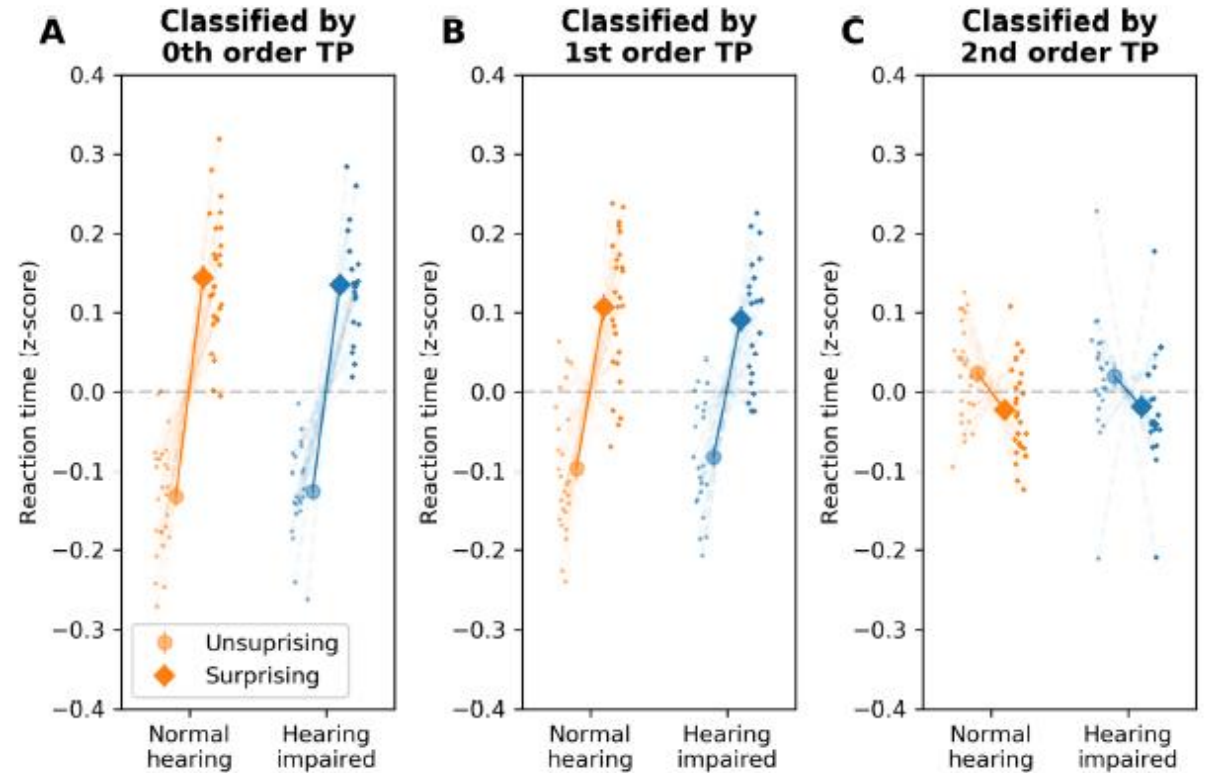 A
Classified by
0th order TP
0.4
0.3
0.2
0.1
0.0
−0.1
−0.2
−0.3
−0.4
Reaction time (z-score)
Unsuprising
Surprising
Normal
hearing
Hearing
impaired
B
Classified by
1st order TP
0.4
0.3
0.2
0.1
0.0
−0.1
−0.2
−0.3
−0.4
Reaction time (z-score)
Normal
hearing
Hearing
impaired
C
Classified by
2nd order TP
0.4
0.3
0.2
0.1
0.0
−0.1
−0.2
−0.3
−0.4
Reaction time (z-score)
Normal
hearing
Hearing
impaired